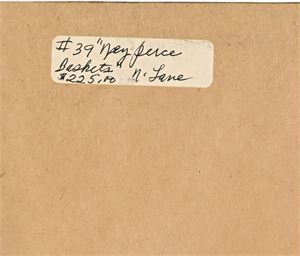 #39 "Nez Perce
Baskets" N. Lane
$225.00